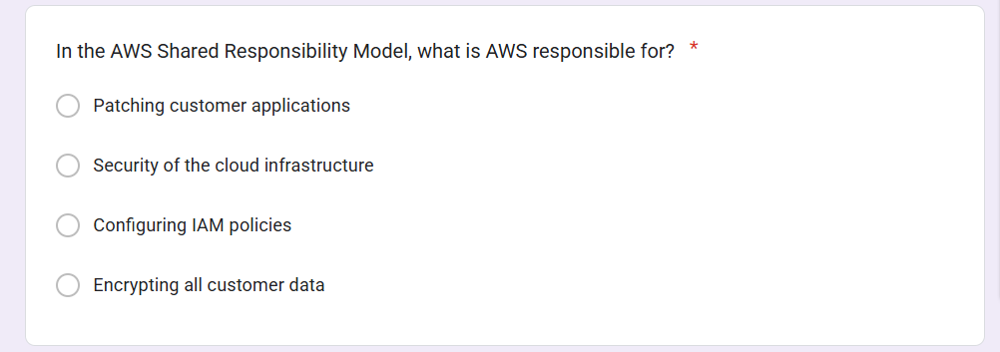 In the AWS Shared Responsibility Model, what is AWS responsible for? *
Patching customer applications
Security of the cloud infrastructure
Configuring IAM policies
Encrypting all customer data